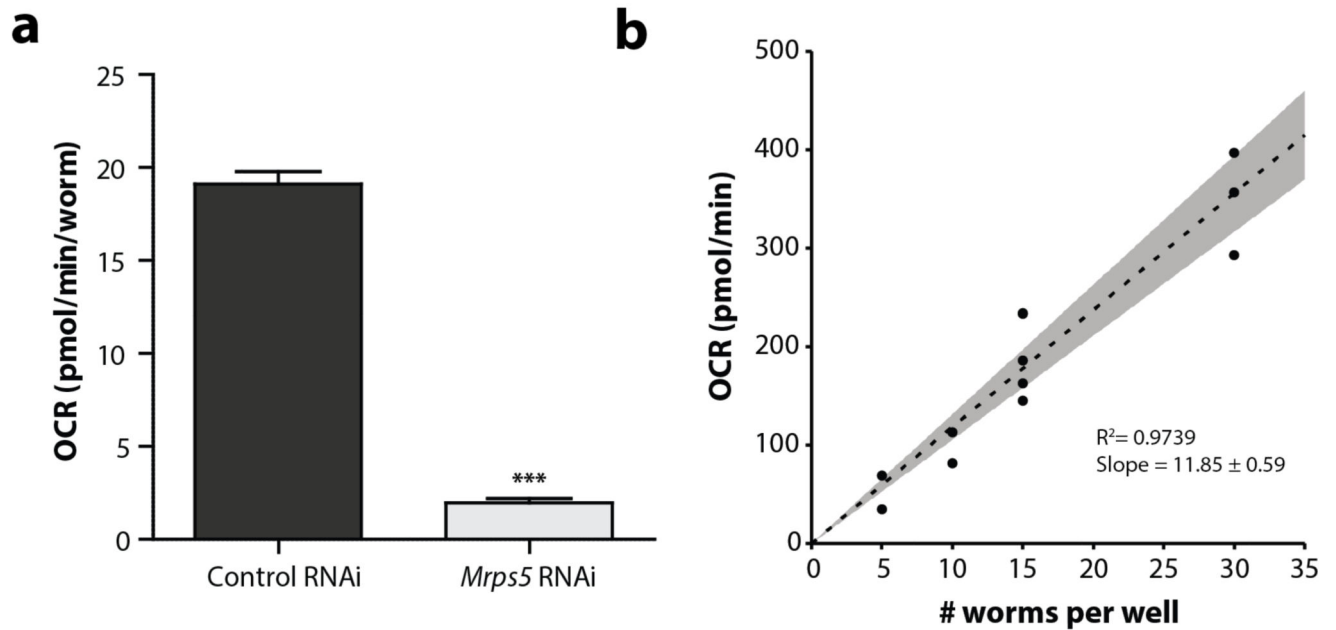 a
OCR (pmol/min/worm)
25
20
15
10
5
0
***
Control RNAi
Mrps5 RNAi
b
OCR (pmol/min)
500
400
300
200
100
0
R²= 0.9739
Slope = 11.85 ± 0.59
0 5 10 15 20 25 30 35
# worms per well